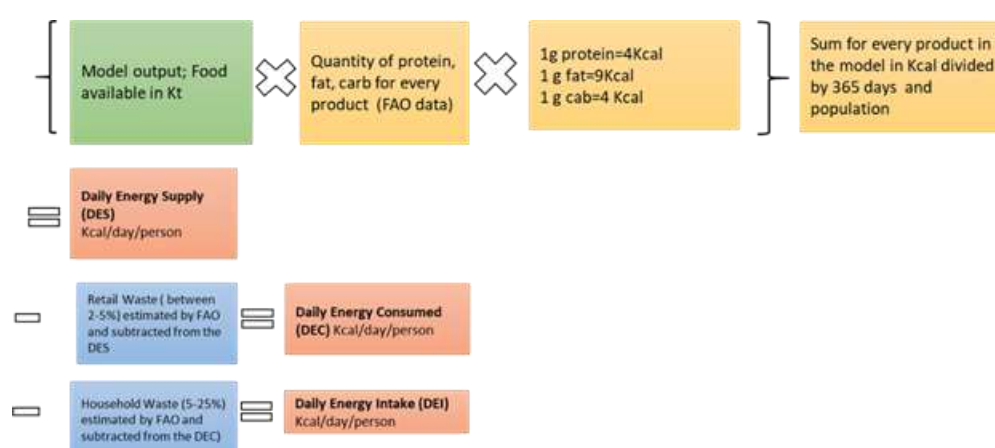 Model output; Food
available in Kt
Quantity of protein,
fat, carb for every
product (FAO data)
1g protein=4Kcal
1 g fat=9Kcal
1 g cab=4 Kcal
Sum for every product in
the model in Kcal divided
by 365 days and
population
Daily Energy Supply
(DES)
Kcal/day/person
Retail Waste ( between
2-5%) estimated by FAO
and subtracted from the
DES
Daily Energy Consumed
(DEC) Kcal/day/person
Household Waste (5-25%)
estimated by FAO and
subtracted from the DEC)
Daily Energy Intake (DEI)
Kcal/day/person